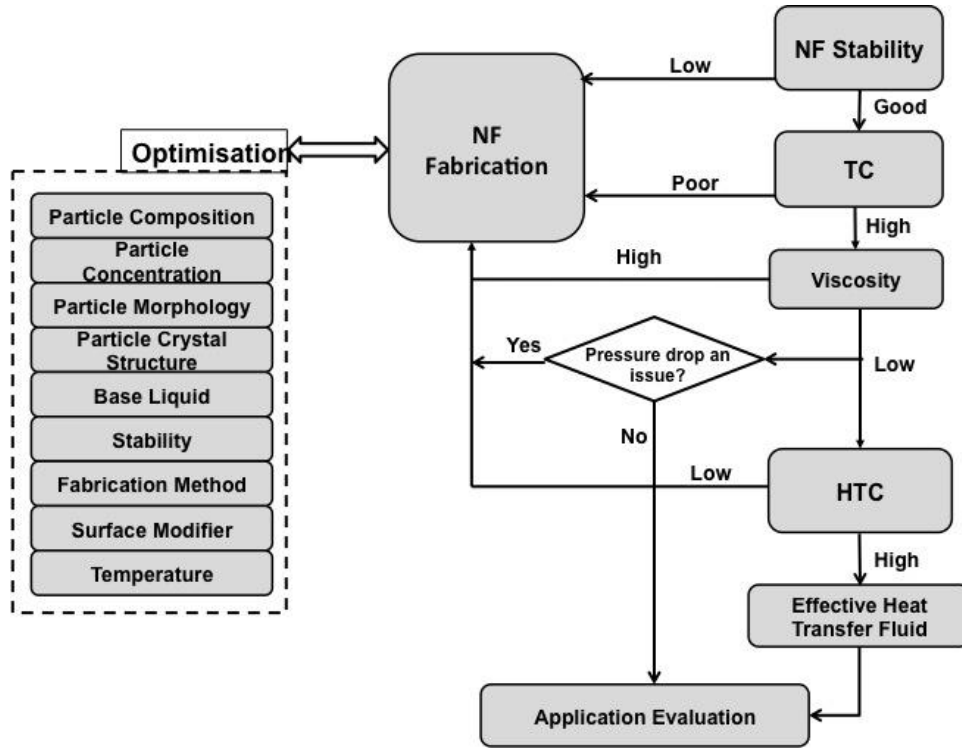 NF Stability
Low
Good
NF
Fabrication
Optimisation
TC
Poor
High
Particle Composition
Particle
Concentration
High
Viscosity
Particle Morphology
Particle Crystal
Structure
Yes
Pressure drop an
issue?
Low
Base Liquid
Stability
No
Low
HTC
Fabrication Method
Surface Modifier
High
Temperature
Effective Heat
Transfer Fluid
Application Evaluation